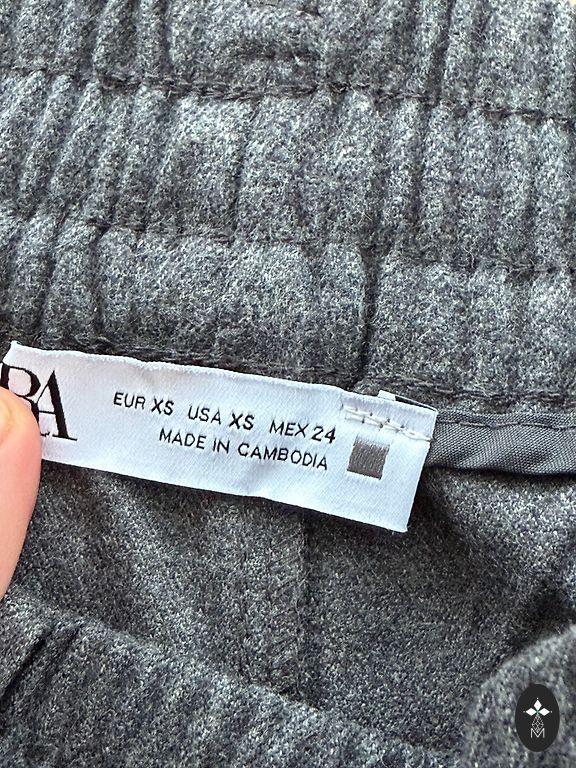 RA
EUR XS USA XS MEX 24
MADE IN CAMBODIA
M